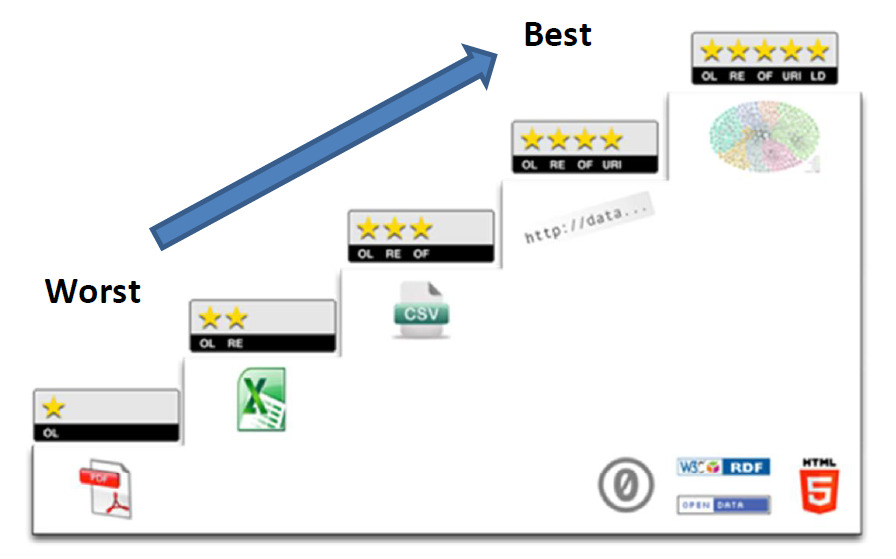 Best
OL RE OF URI LD
OL RE OF URI
http://data...
OL RE OF
Worst
CSV
OL RE
X
OL
PDF
0
W3C RDF
OPEN DATA
HTML
5